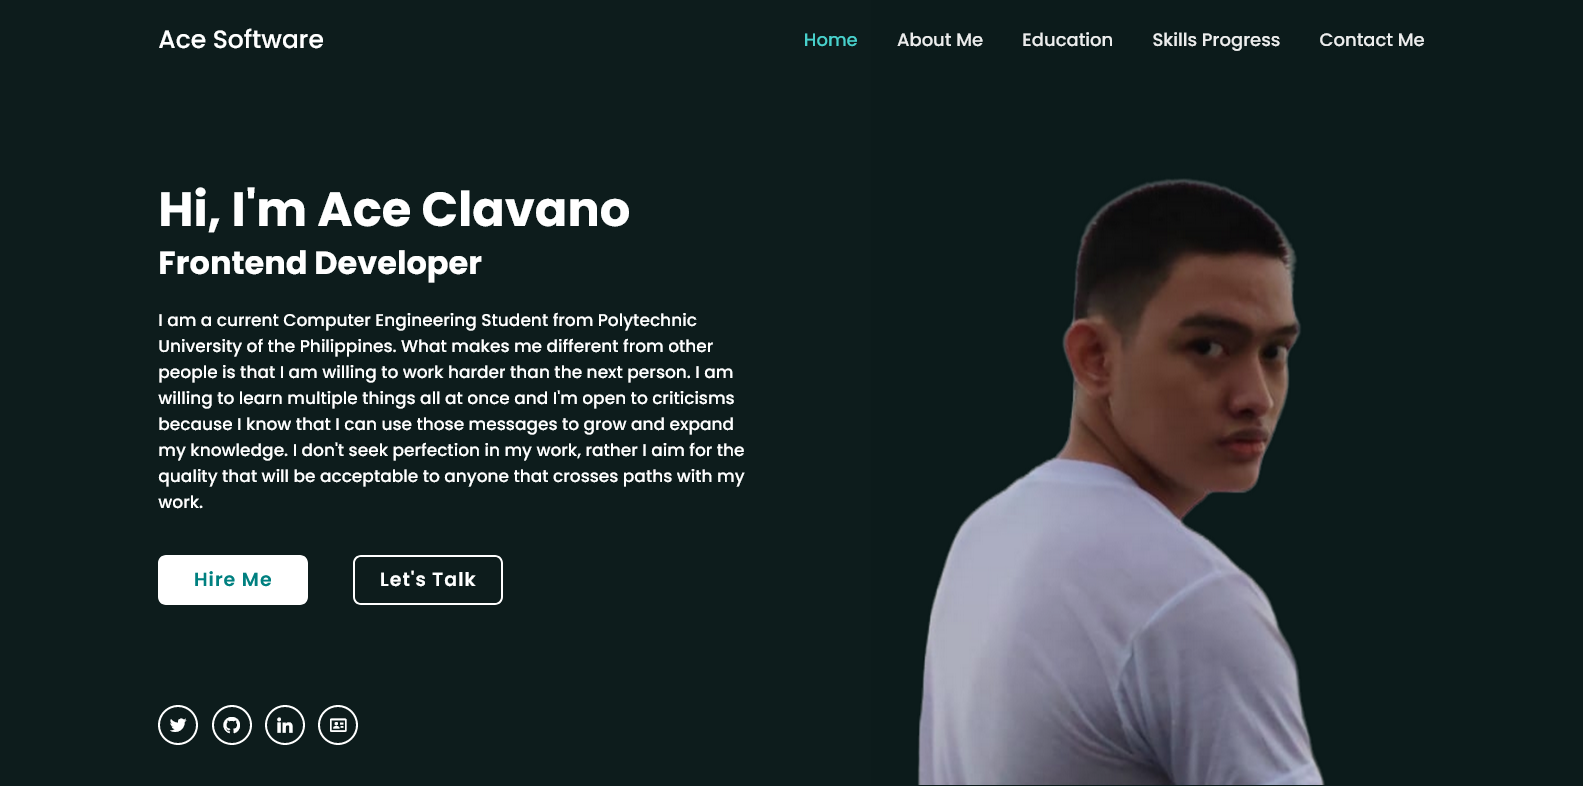 Ace Software
Home About Me Education Skills Progress Contact Me
Hi, I'm Ace Clavano
Frontend Developer
I am a current Computer Engineering Student from Polytechnic
University of the Philippines. What makes me different from other
people is that I am willing to work harder than the next person. I am
willing to learn multiple things all at once and I'm open to criticisms
because I know that I can use those messages to grow and expand
my knowledge. I don't seek perfection in my work, rather I aim for the
quality that will be acceptable to anyone that crosses paths with my
work.
Hire Me
Let's Talk